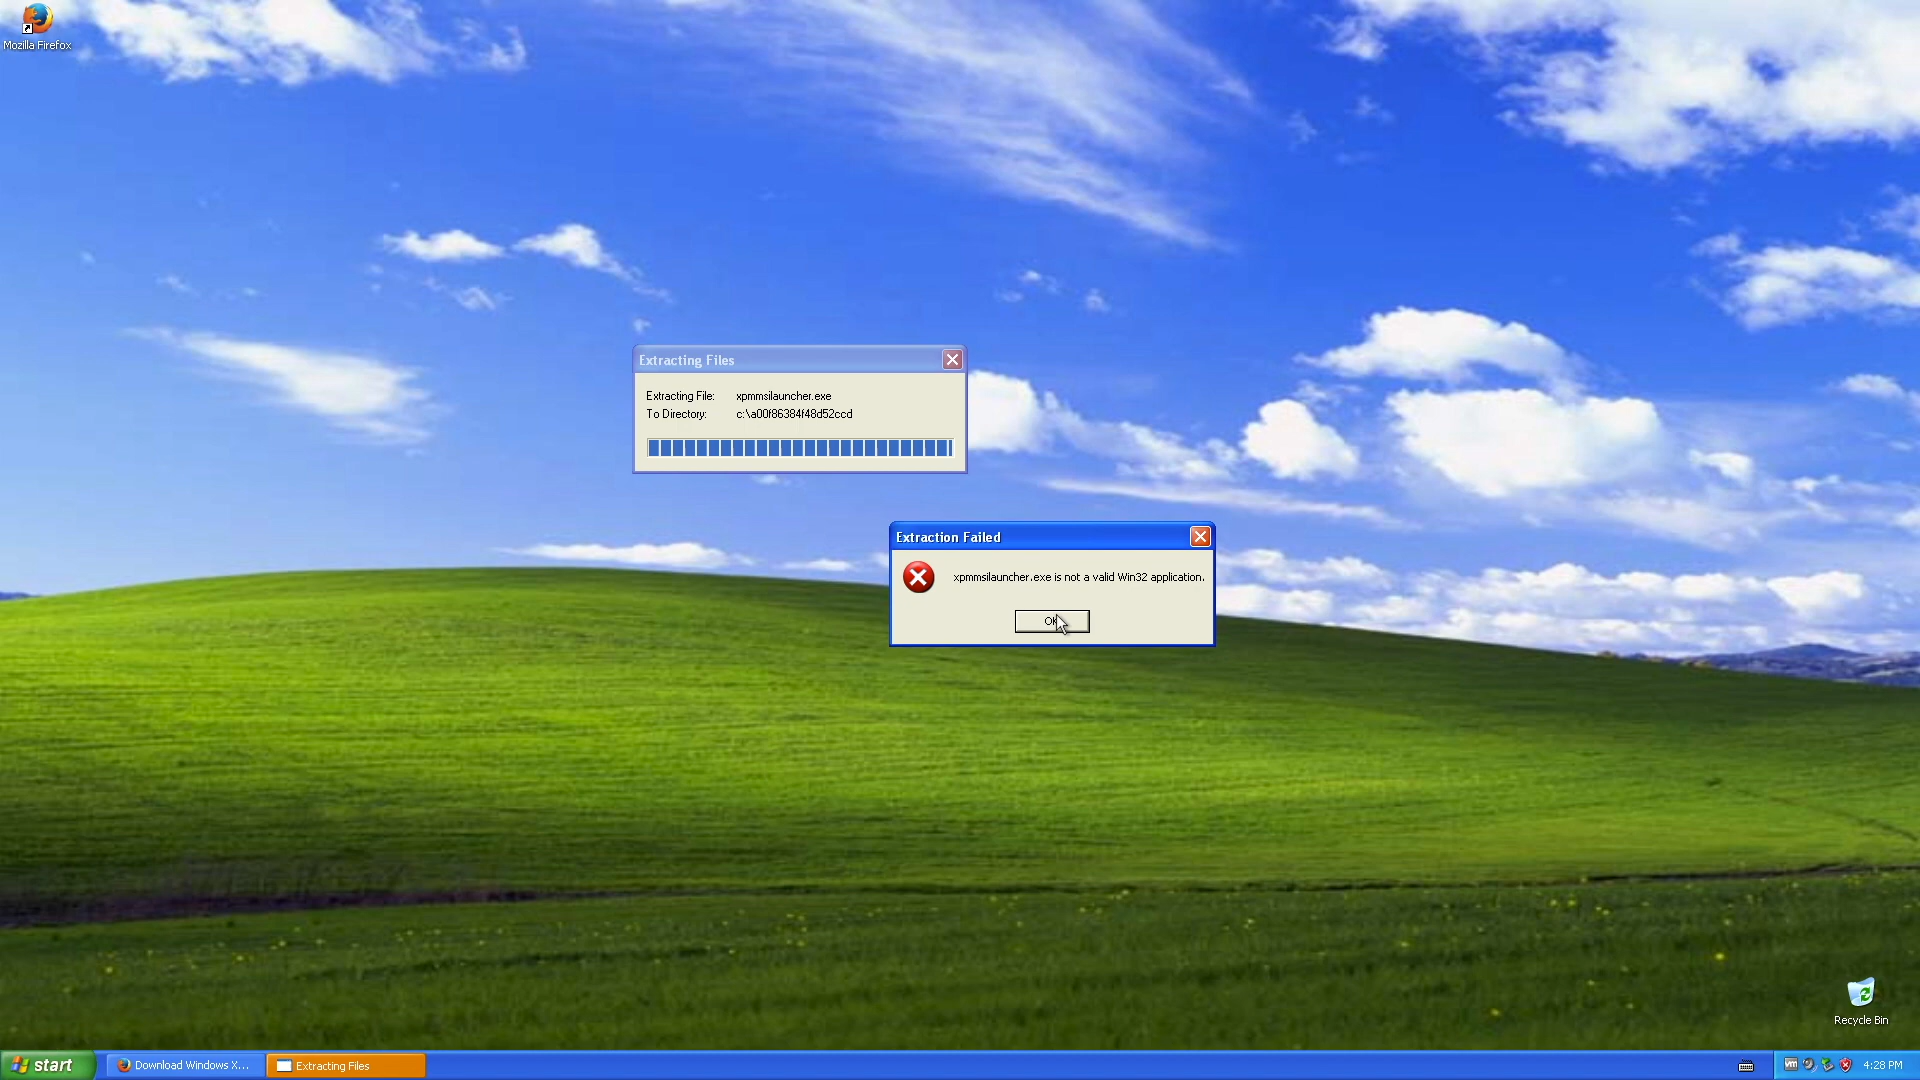 Mozilla Firefox
Extracting Files
Extracting File: xpmmsilauncher.exe
To Directory: c:\a00f86384f48d52ccd
Extraction Failed
xpmmsilauncher.exe is not a valid Win32 application.
OK
Recycle Bin
start
Download Windows X...
Extracting Files
vm
4:28 PM